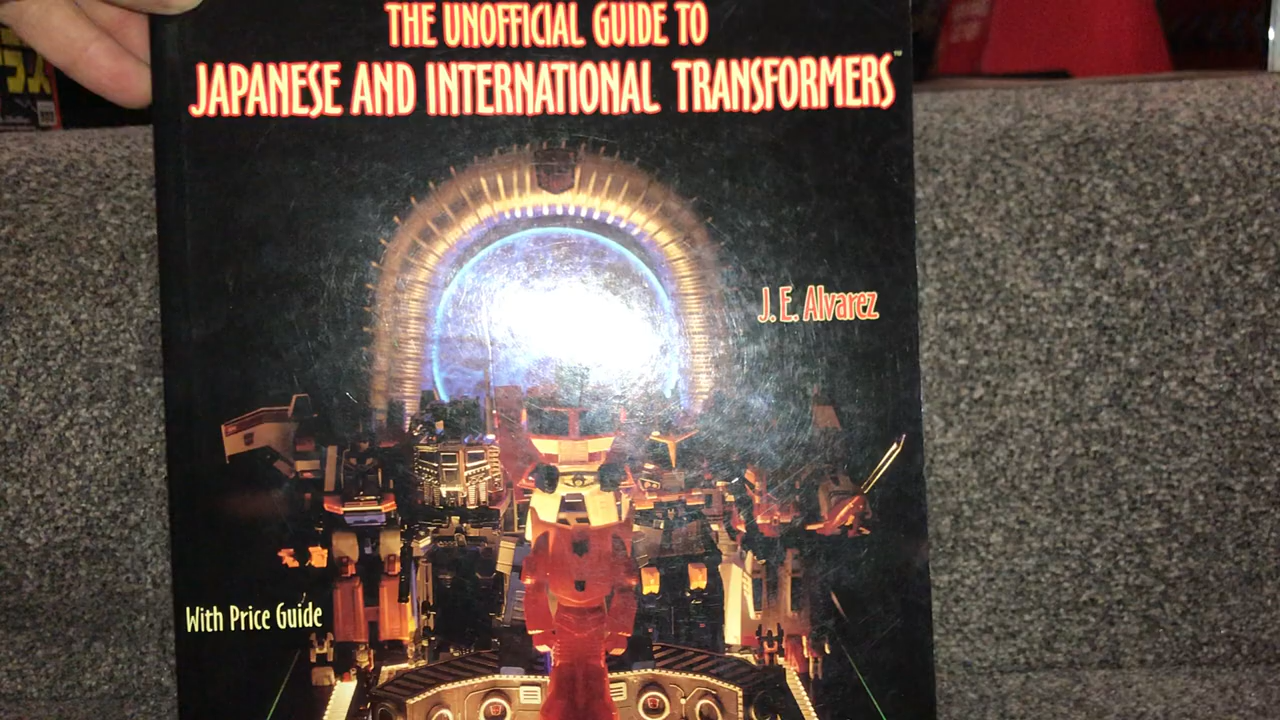 THE UNOFFICIAL GUIDE TO
JAPANESE AND INTERNATIONAL TRANSFORMERS™
J. E. Alvarez
With Price Guide